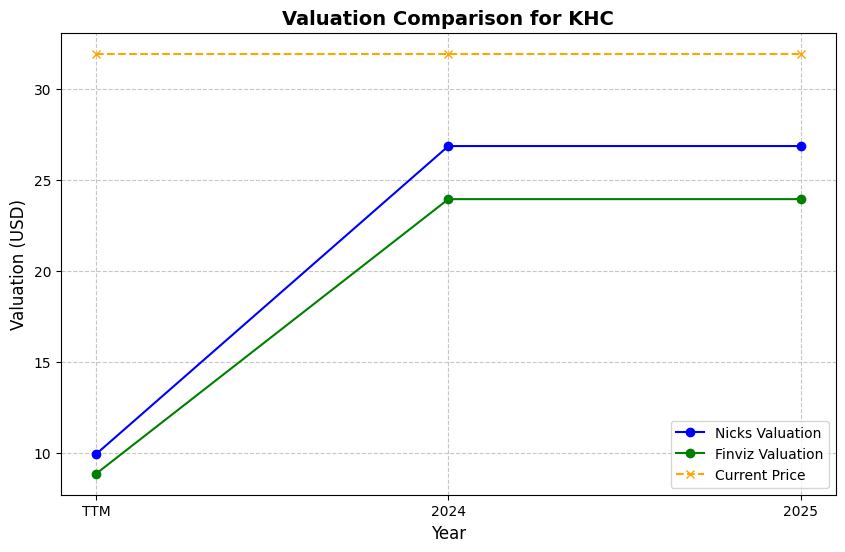 Valuation Comparison for KHC
Valuation (USD)
30
25
20
15
10
TTM
2024
2025
Year
Nicks Valuation
Finviz Valuation
Current Price